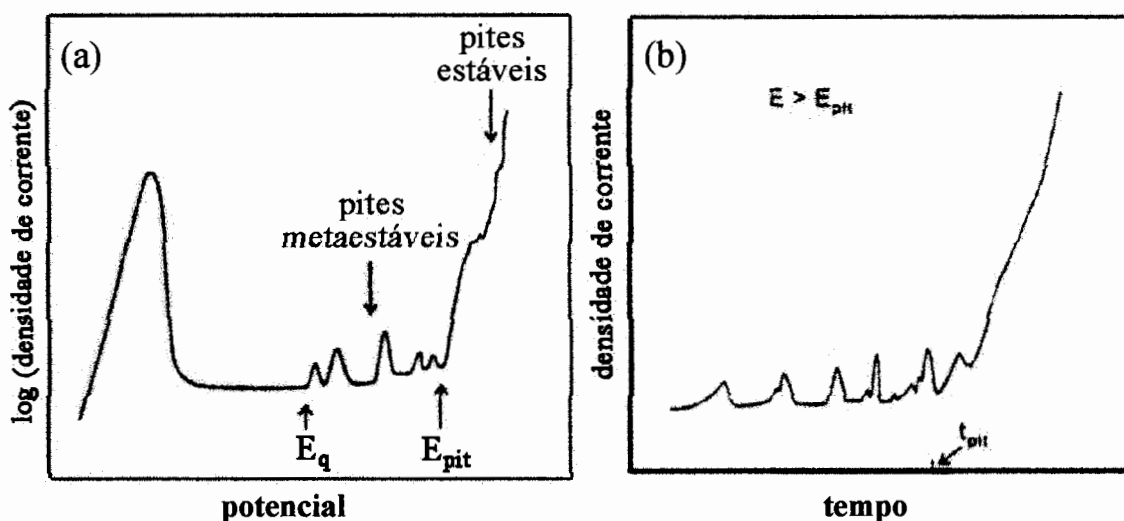 (a)
pites
estáveis
pites
metaestáveis
E_q
E_pit
log (densidade de corrente)
potencial
(b)
E > E_pit
t_pit
densidade de corrente
tempo